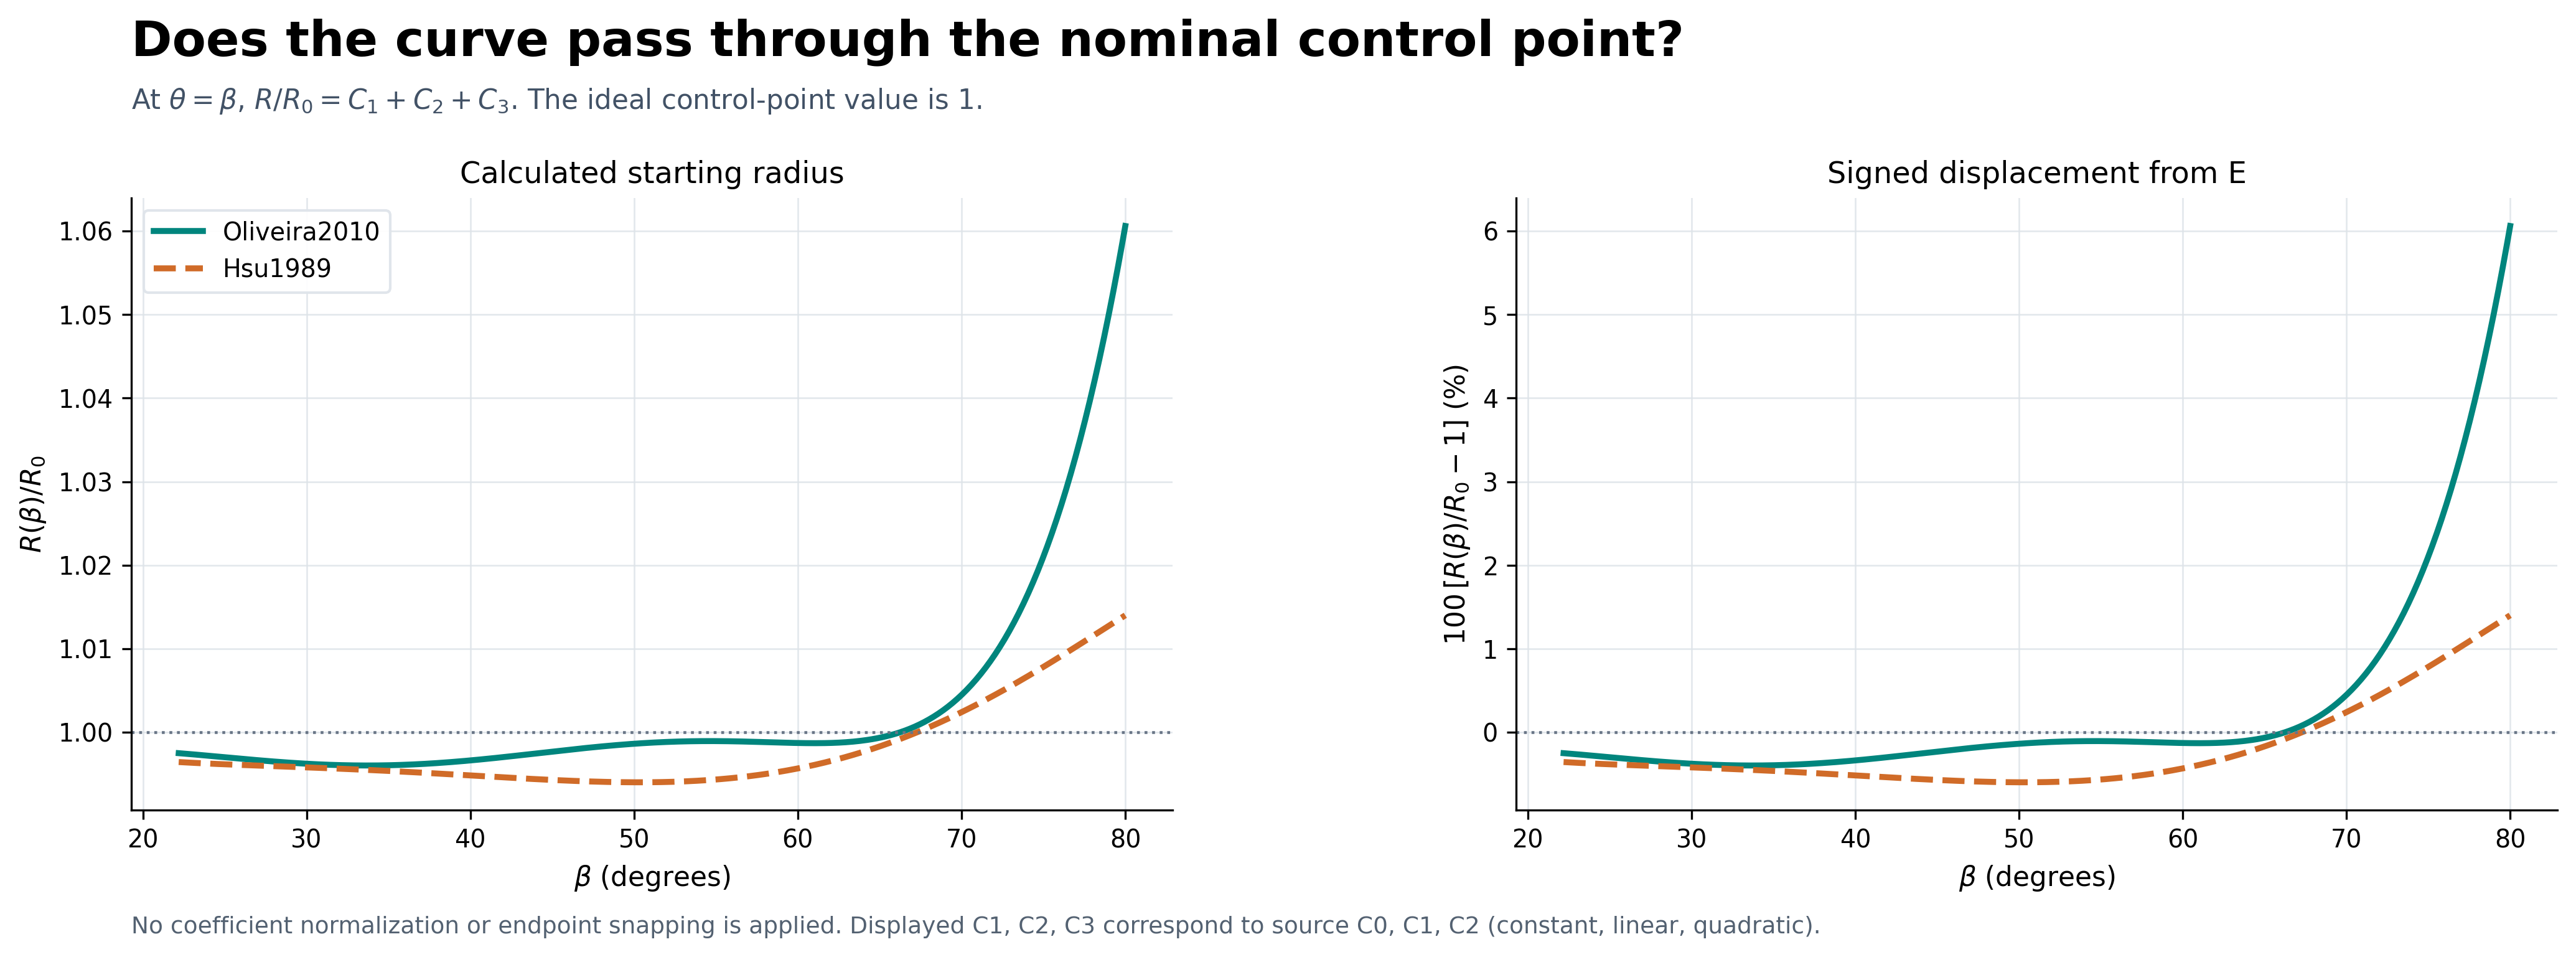 Does the curve pass through the nominal control point?
At θ = β, R/R₀ = C₁ + C₂ + C₃. The ideal control-point value is 1.
Calculated starting radius
R(β)/R₀
1.06
1.05
1.04
1.03
1.02
1.01
1.00
Oliveira2010
Hsu1989
20 30 40 50 60 70 80
β (degrees)
Signed displacement from E
100 [R(β)/R₀ − 1] (%)
6
5
4
3
2
1
0
20 30 40 50 60 70 80
β (degrees)
No coefficient normalization or endpoint snapping is applied. Displayed C1, C2, C3 correspond to source C0, C1, C2 (constant, linear, quadratic).